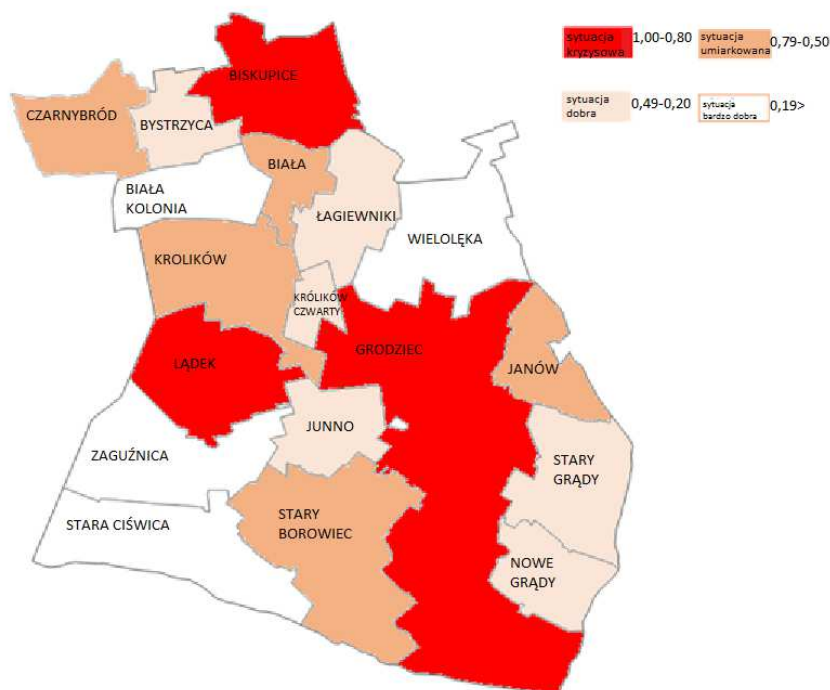 sytuacja
kryzysowa
1,00-0,80
sytuacja
umiarkowana
0,79-0,50
sytuacja
dobra
0,49-0,20
sytuacja
bardzo dobra
0,19>
BISKUPICE
CZARNYBRÓD
BYSTRZYCA
BIAŁA
BIAŁA
KOLONIA
ŁAGIEWNIKI
WIELOLĘKA
KROLIKÓW
KRÓLIKÓW
CZWARTY
GRODZIEC
LĄDEK
JANÓW
JUNNO
ZAGUŹNICA
STARY
GRĄDY
STARA CIŚWICA
STARY
BOROWIEC
NOWE
GRĄDY